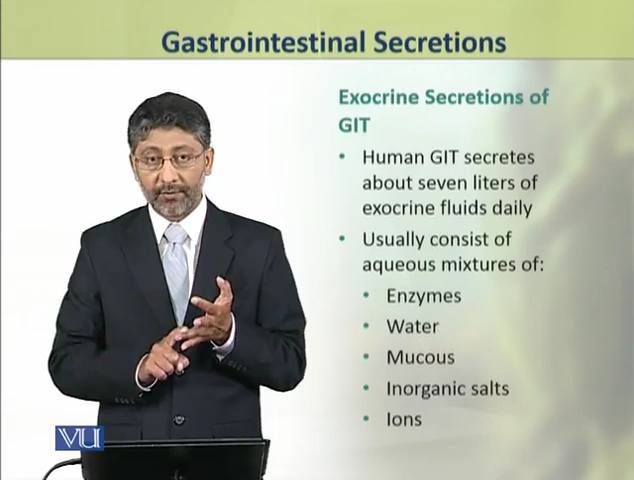 Gastrointestinal Secretions
Exocrine Secretions of
GIT
• Human GIT secretes
about seven liters of
exocrine fluids daily
• Usually consist of
aqueous mixtures of:
• Enzymes
• Water
• Mucous
• Inorganic salts
• Ions
VU